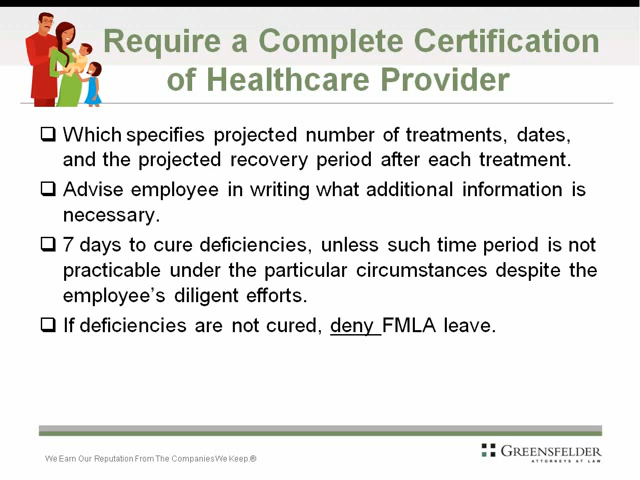 Require a Complete Certification
of Healthcare Provider
❑ Which specifies projected number of treatments, dates,
and the projected recovery period after each treatment.
❑ Advise employee in writing what additional information is
necessary.
❑ 7 days to cure deficiencies, unless such time period is not
practicable under the particular circumstances despite the
employee’s diligent efforts.
❑ If deficiencies are not cured, deny FMLA leave.
We Earn Our Reputation From The Companies We Keep.®
GREENSFELDER
ATTORNEYS AT LAW